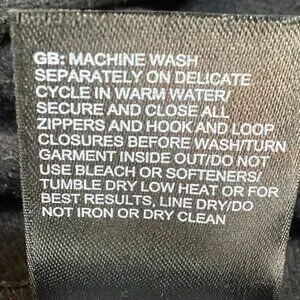 GB: MACHINE WASH
SEPARATELY ON DELICATE
CYCLE IN WARM WATER/
SECURE AND CLOSE ALL
ZIPPERS AND HOOK AND LOOP
CLOSURES BEFORE WASH/TURN
GARMENT INSIDE OUT/DO NOT
USE BLEACH OR SOFTENERS/
TUMBLE DRY LOW HEAT OR FOR
BEST RESULTS, LINE DRY/DO
NOT IRON OR DRY CLEAN